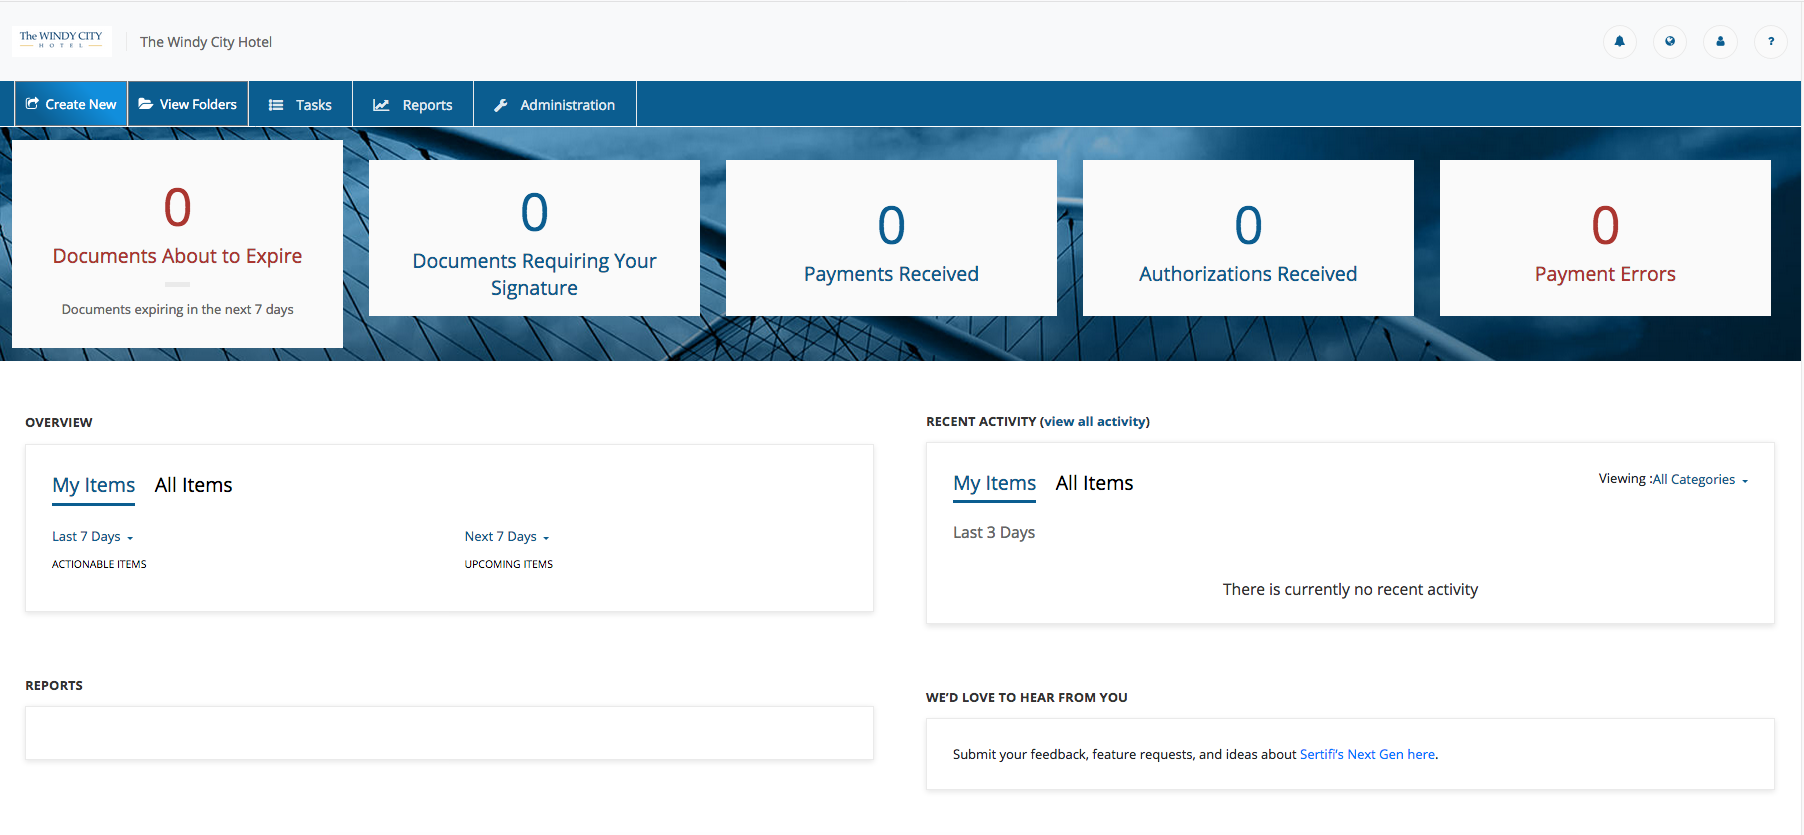 The WINDY CITY
HOTEL
The Windy City Hotel
?
Create New
View Folders
Tasks
Reports
Administration
0
Documents About to Expire
Documents expiring in the next 7 days
0
Documents Requiring Your
Signature
0
Payments Received
0
Authorizations Received
0
Payment Errors
OVERVIEW
My Items All Items
Last 7 Days
ACTIONABLE ITEMS
Next 7 Days
UPCOMING ITEMS
RECENT ACTIVITY (view all activity)
My Items All Items
Viewing :All Categories
Last 3 Days
There is currently no recent activity
REPORTS
WE’D LOVE TO HEAR FROM YOU
Submit your feedback, feature requests, and ideas about Sertifi's Next Gen here.